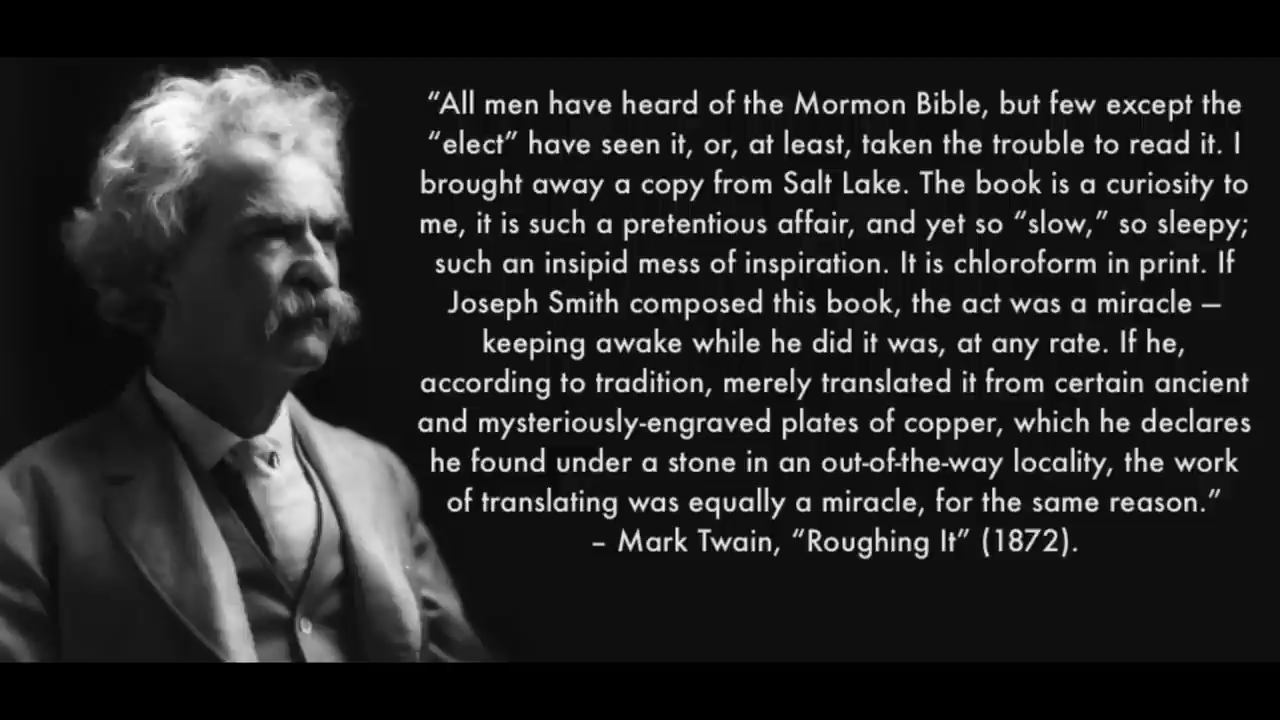 “All men have heard of the Mormon Bible, but few except the
“elect” have seen it, or, at least, taken the trouble to read it. I
brought away a copy from Salt Lake. The book is a curiosity to
me, it is such a pretentious affair, and yet so “slow,” so sleepy;
such an insipid mess of inspiration. It is chloroform in print. If
Joseph Smith composed this book, the act was a miracle —
keeping awake while he did it was, at any rate. If he,
according to tradition, merely translated it from certain ancient
and mysteriously-engraved plates of copper, which he declares
he found under a stone in an out-of-the-way locality, the work
of translating was equally a miracle, for the same reason.”
– Mark Twain, “Roughing It” (1872).